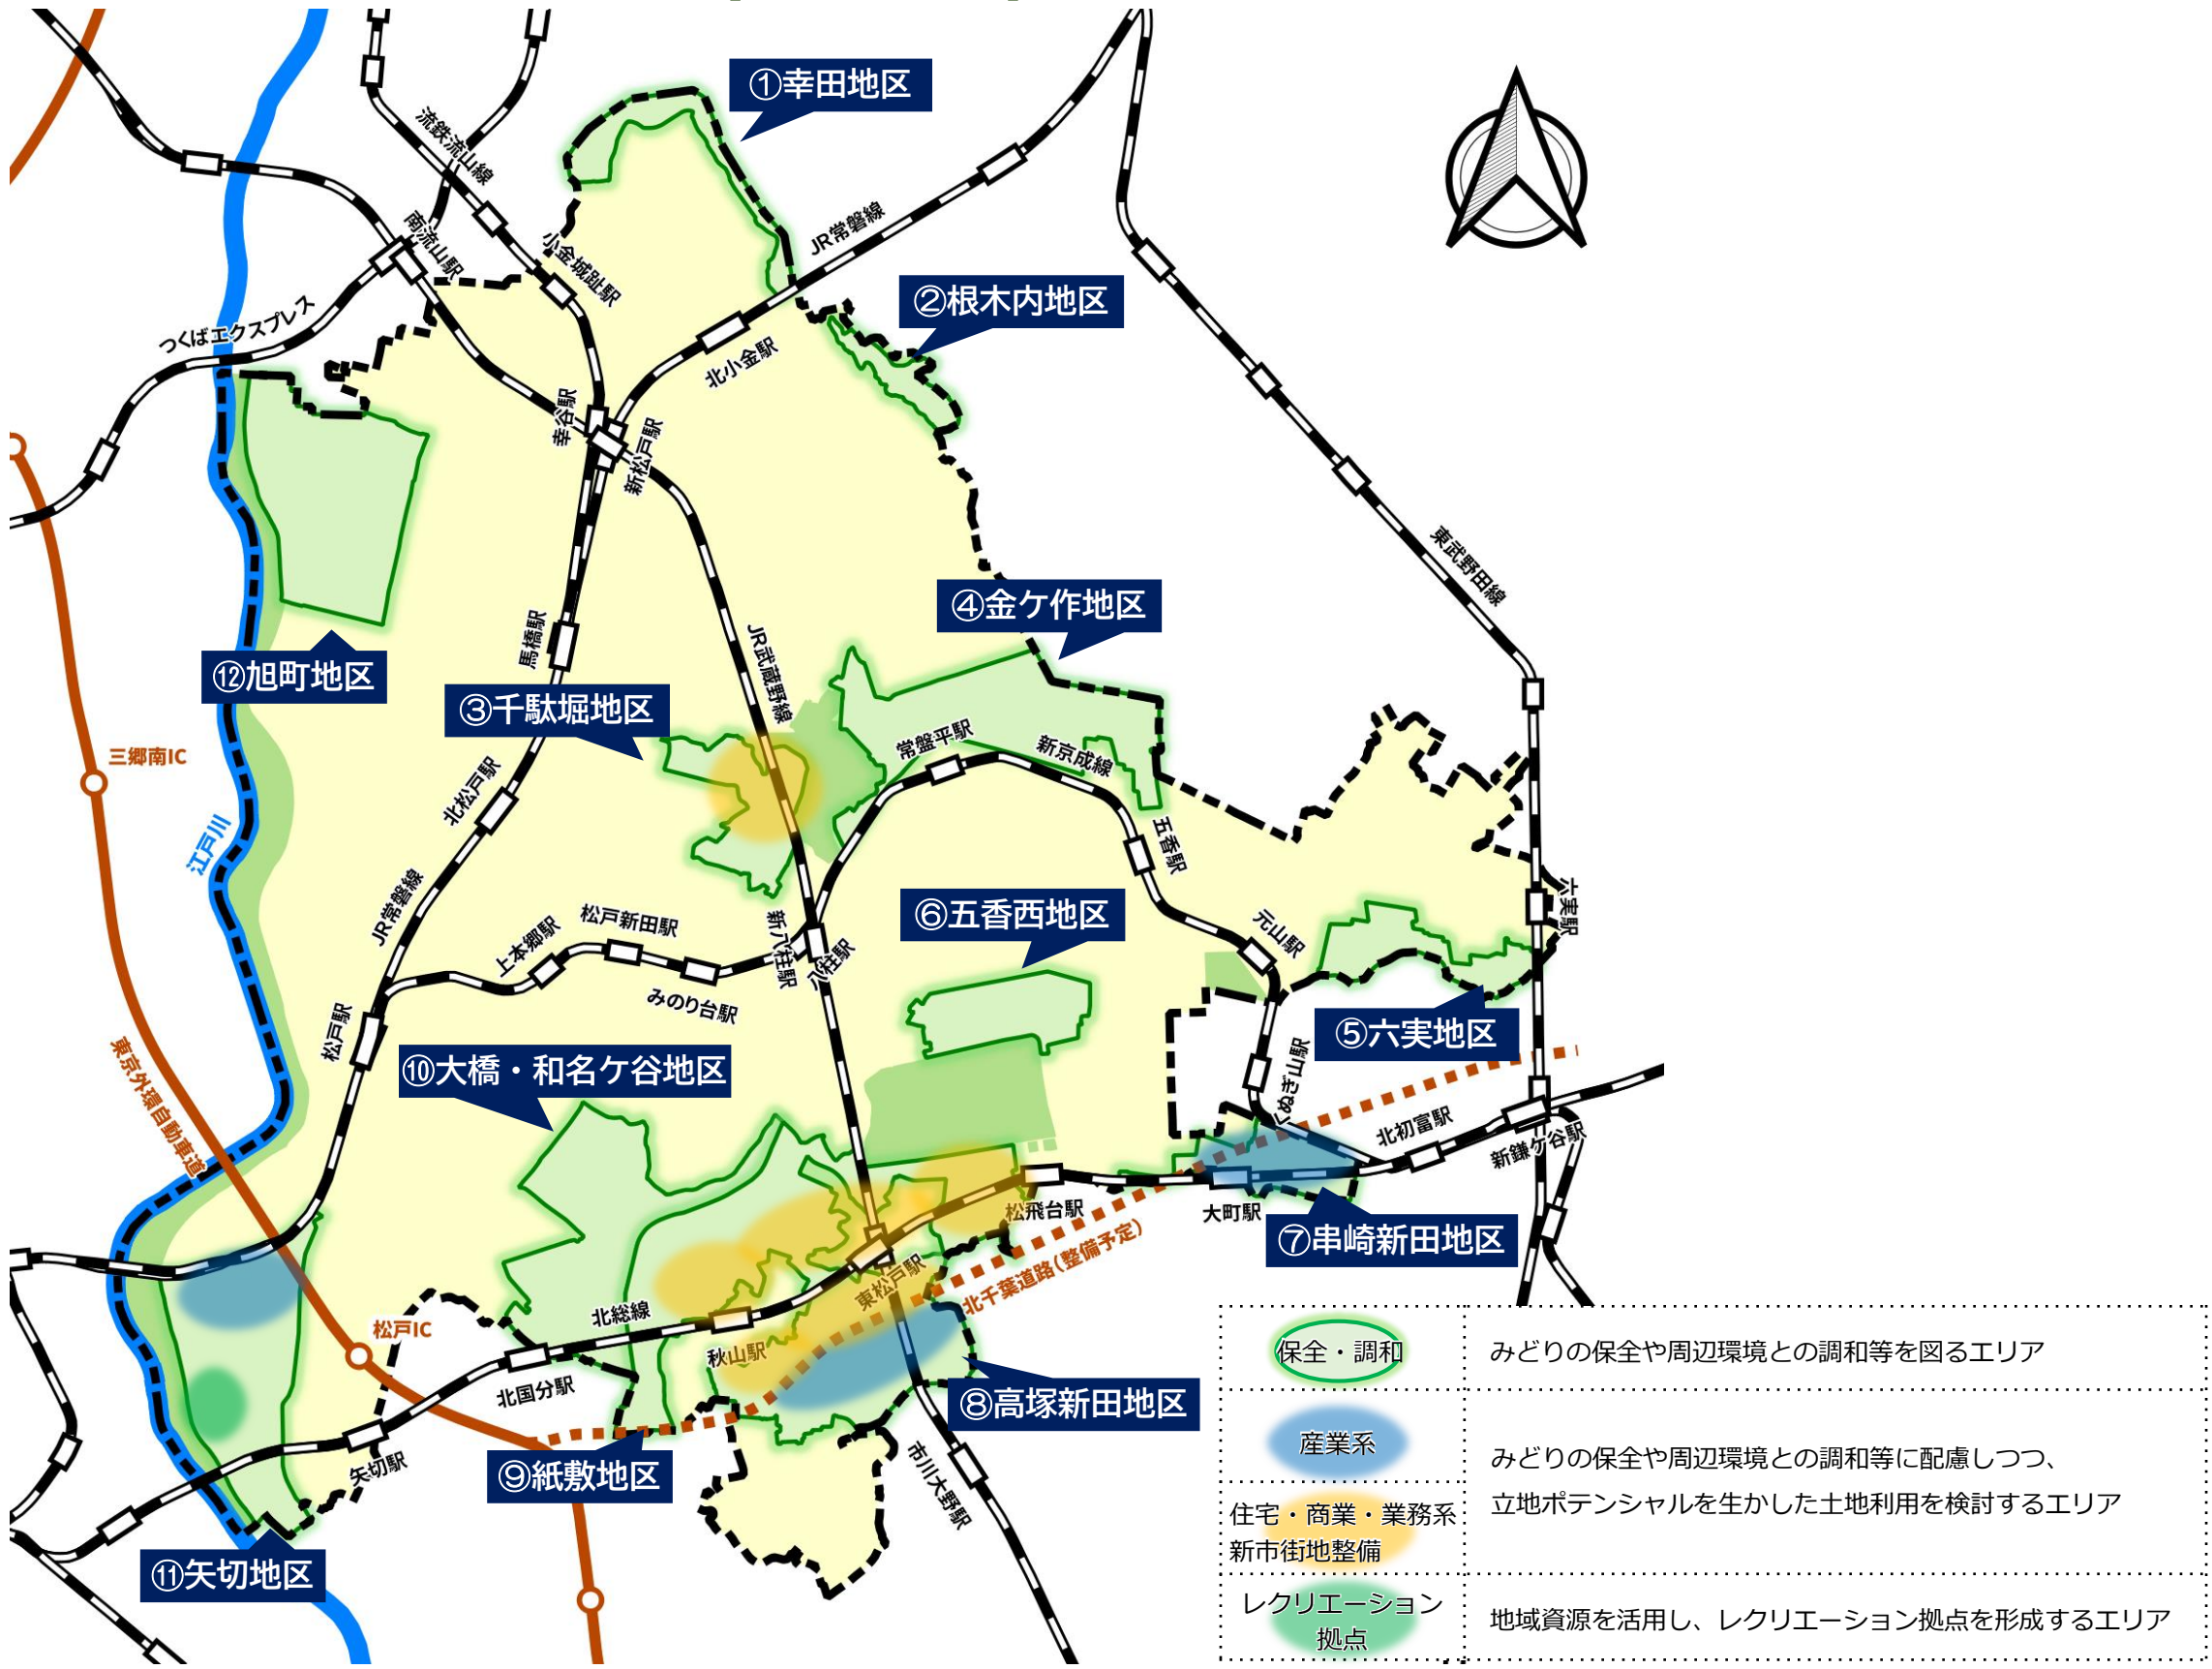 ①幸田地区
流鉄流山線
南流山駅
小金城趾駅
JR常磐線
②根木内地区
つくばエクスプレス
北小金駅
幸谷駅
新松戸駅
東武野田線
④金ケ作地区
馬橋駅
JR武蔵野線
⑫旭町地区
③千駄堀地区
常盤平駅
新京成線
三郷南IC
北松戸駅
江戸川
五香駅
JR常磐線
六実駅
⑥五香西地区
松戸新田駅
上本郷駅
新八柱駅
八柱駅
元山駅
みのり台駅
松戸駅
⑤六実地区
東京外環自動車道
⑩大橋・和名ケ谷地区
くぬぎ山駅
北初富駅
新鎌ケ谷駅
松飛台駅
大町駅
⑦串崎新田地区
東松戸駅
北千葉道路(整備予定)
北総線
松戸IC
秋山駅
北国分駅
⑧高塚新田地区
矢切駅
⑨紙敷地区
市川大野駅
⑪矢切地区
保全・調和
みどりの保全や周辺環境との調和等を図るエリア
産業系
みどりの保全や周辺環境との調和等に配慮しつつ、
立地ポテンシャルを生かした土地利用を検討するエリア
住宅・商業・業務系
新市街地整備
レクリエーション
拠点
地域資源を活用し、レクリエーション拠点を形成するエリア